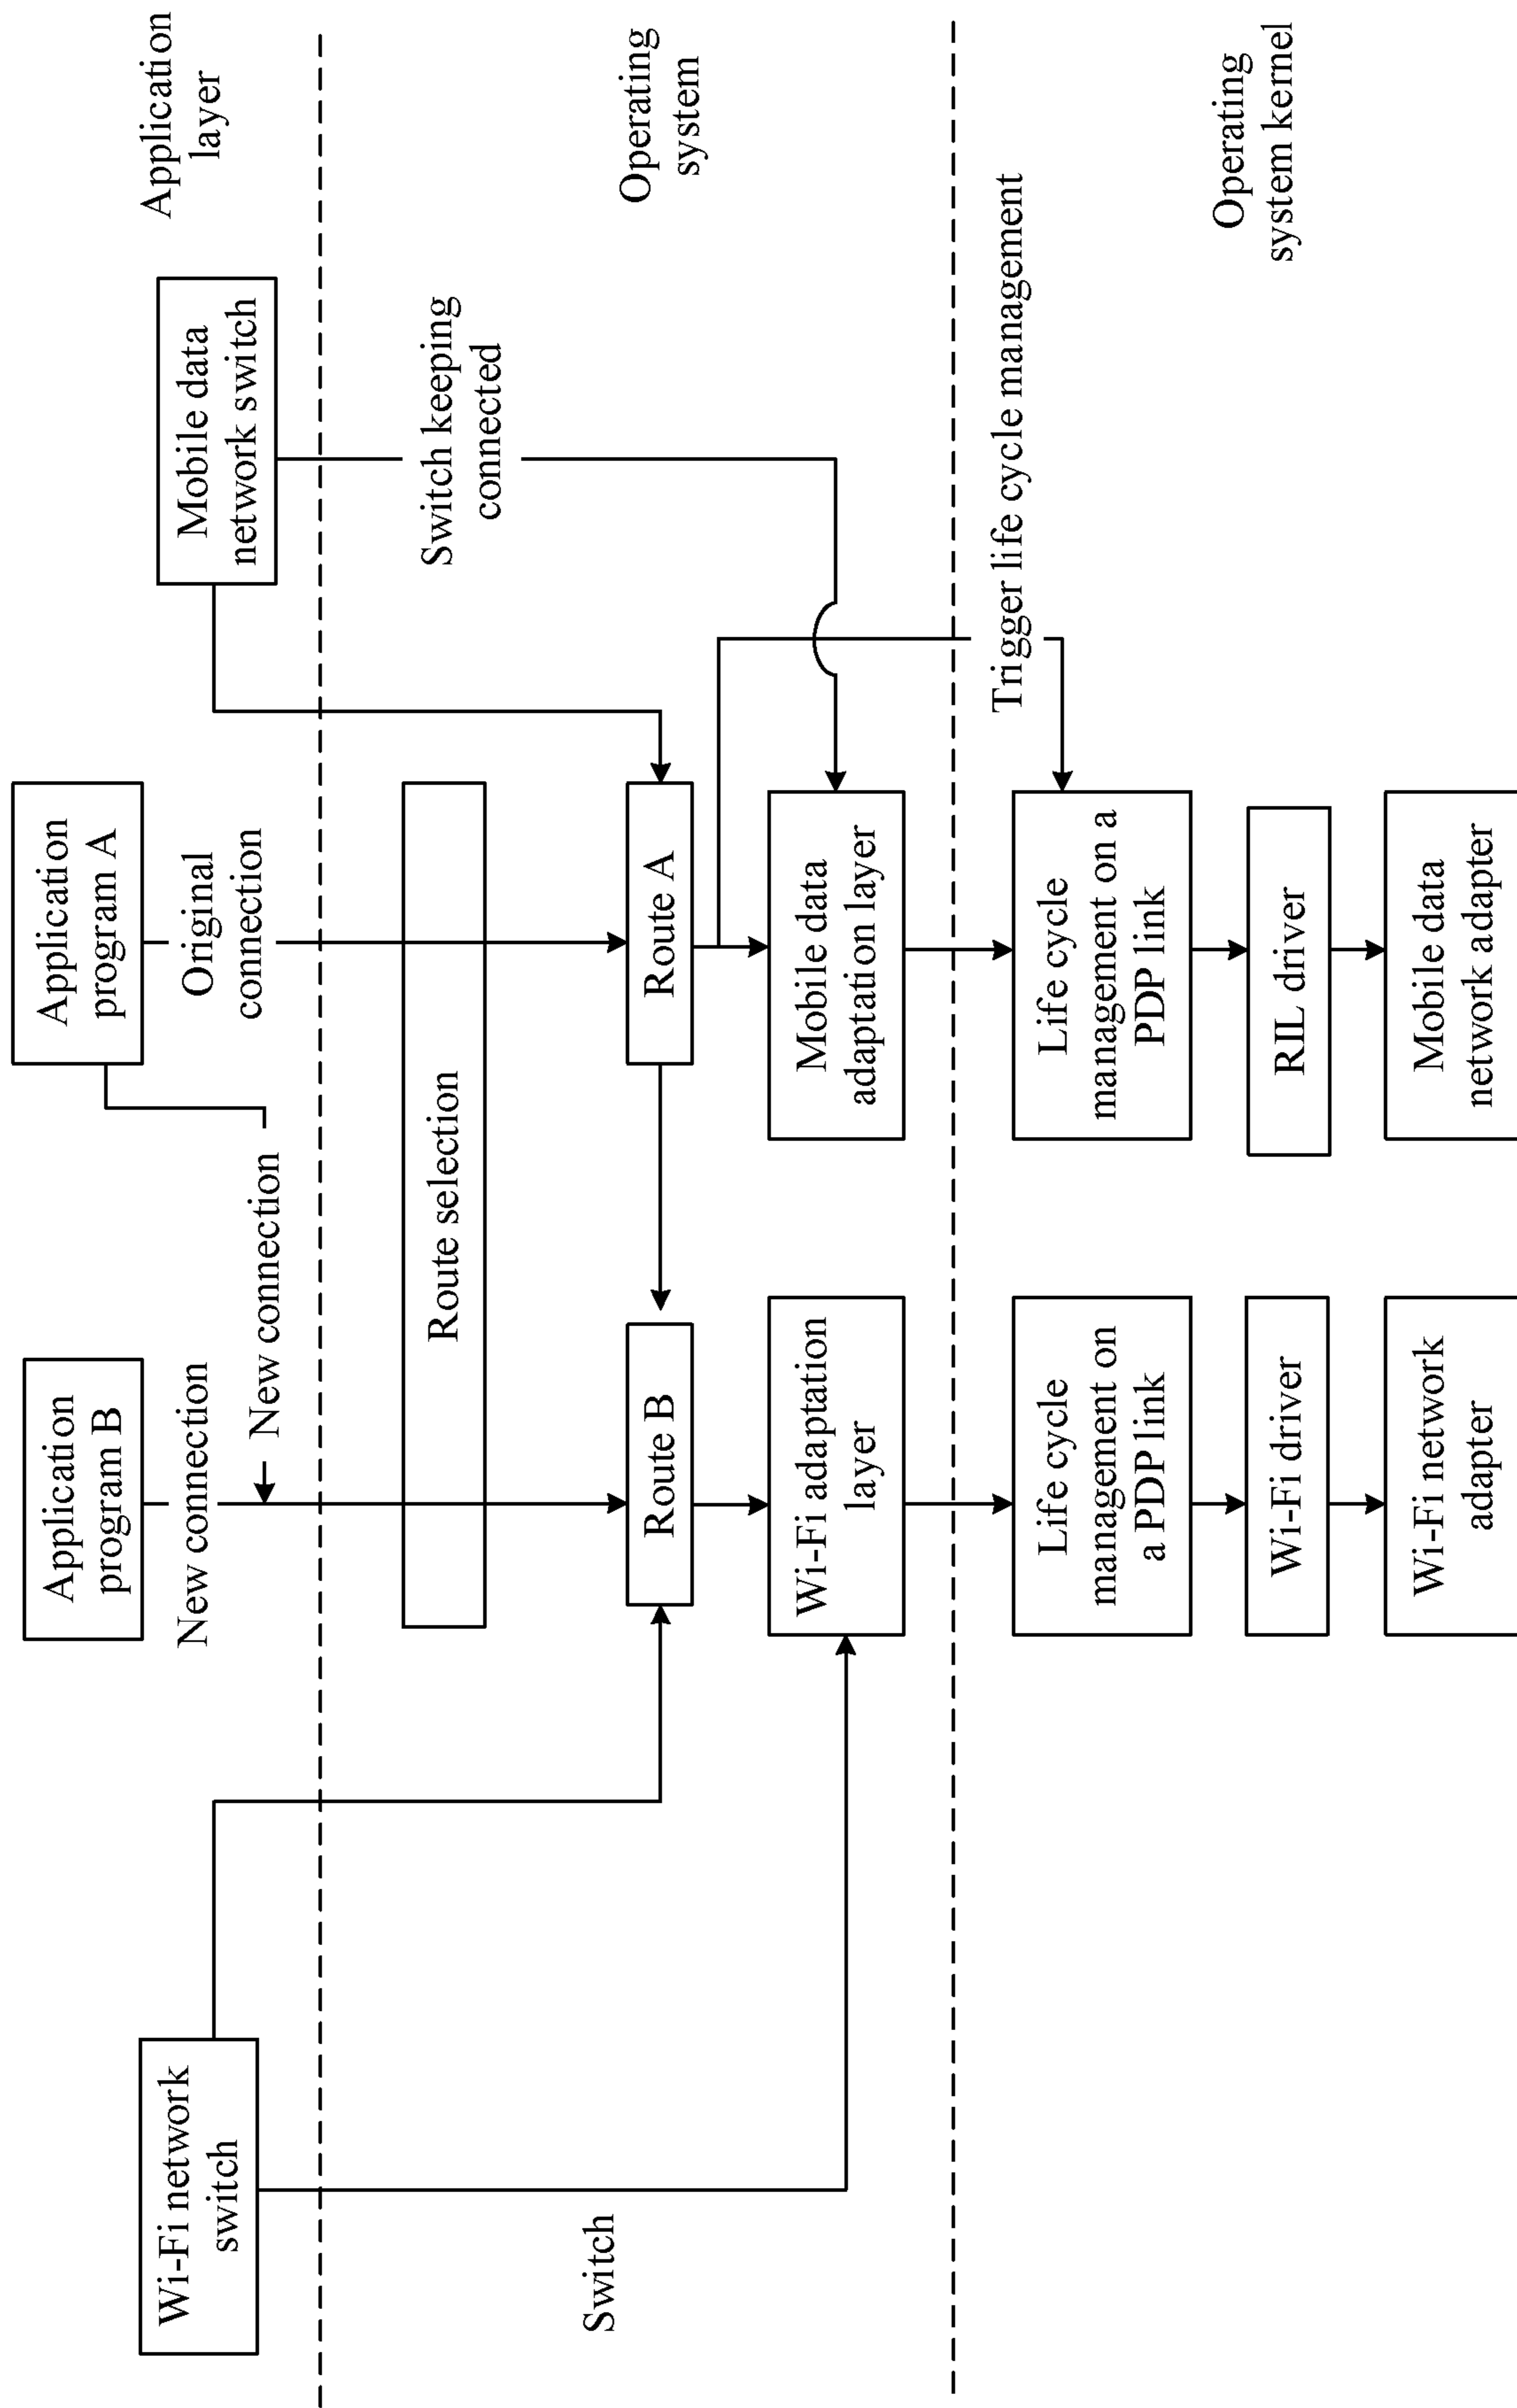 Application
program B
Application
program A
Application
layer
Wi-Fi network
switch
Mobile data
network switch
New connection
Original
connection
New connection
Route selection
Switch keeping
connected
Switch
Route B
Route A
Operating
system
Wi-Fi adaptation
layer
Mobile data
adaptation layer
Trigger life cycle management
Life cycle
management on
a PDP link
Life cycle
management on a
PDP link
Operating
system kernel
Wi-Fi driver
RIL driver
Wi-Fi network
adapter
Mobile data
network adapter